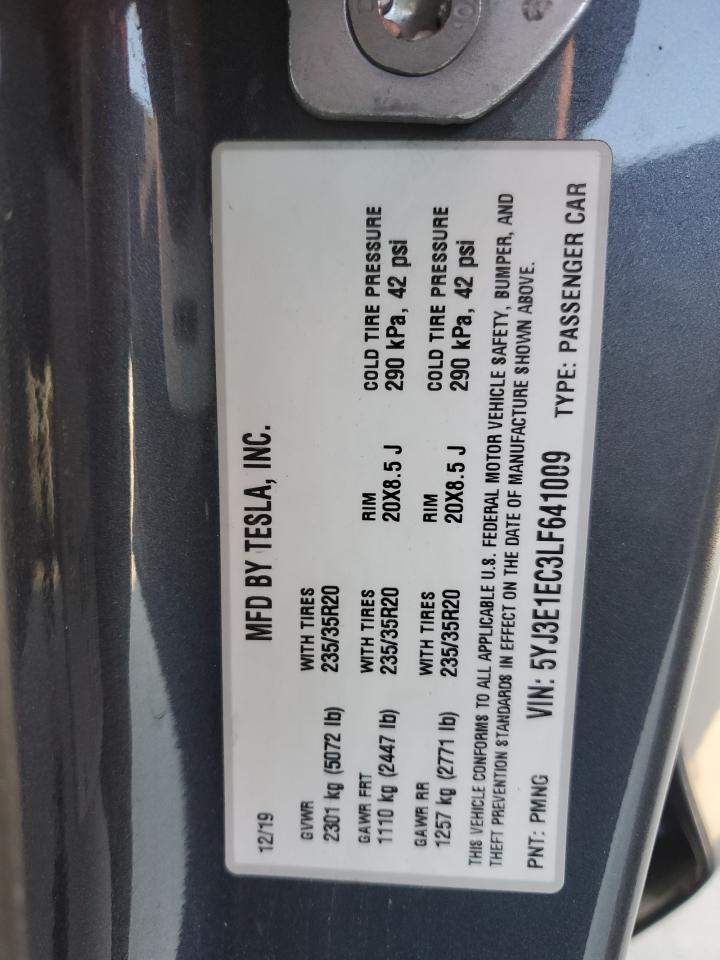 MFD BY TESLA, INC.
12/19
GVWR WITH TIRES
2301 kg (5072 lb) 235/35R20
GAWR FRT WITH TIRES RIM COLD TIRE PRESSURE
1110 kg (2447 lb) 235/35R20 20X8.5 J 290 kPa, 42 psi
GAWR RR WITH TIRES RIM COLD TIRE PRESSURE
1257 kg (2771 lb) 235/35R20 20X8.5 J 290 kPa, 42 psi
THIS VEHICLE CONFORMS TO ALL APPLICABLE U.S. FEDERAL MOTOR VEHICLE SAFETY, BUMPER, AND
THEFT PREVENTION STANDARDS IN EFFECT ON THE DATE OF MANUFACTURE SHOWN ABOVE.
PNT: PMNG VIN: 5YJ3E1EC3LF641009 TYPE: PASSENGER CAR